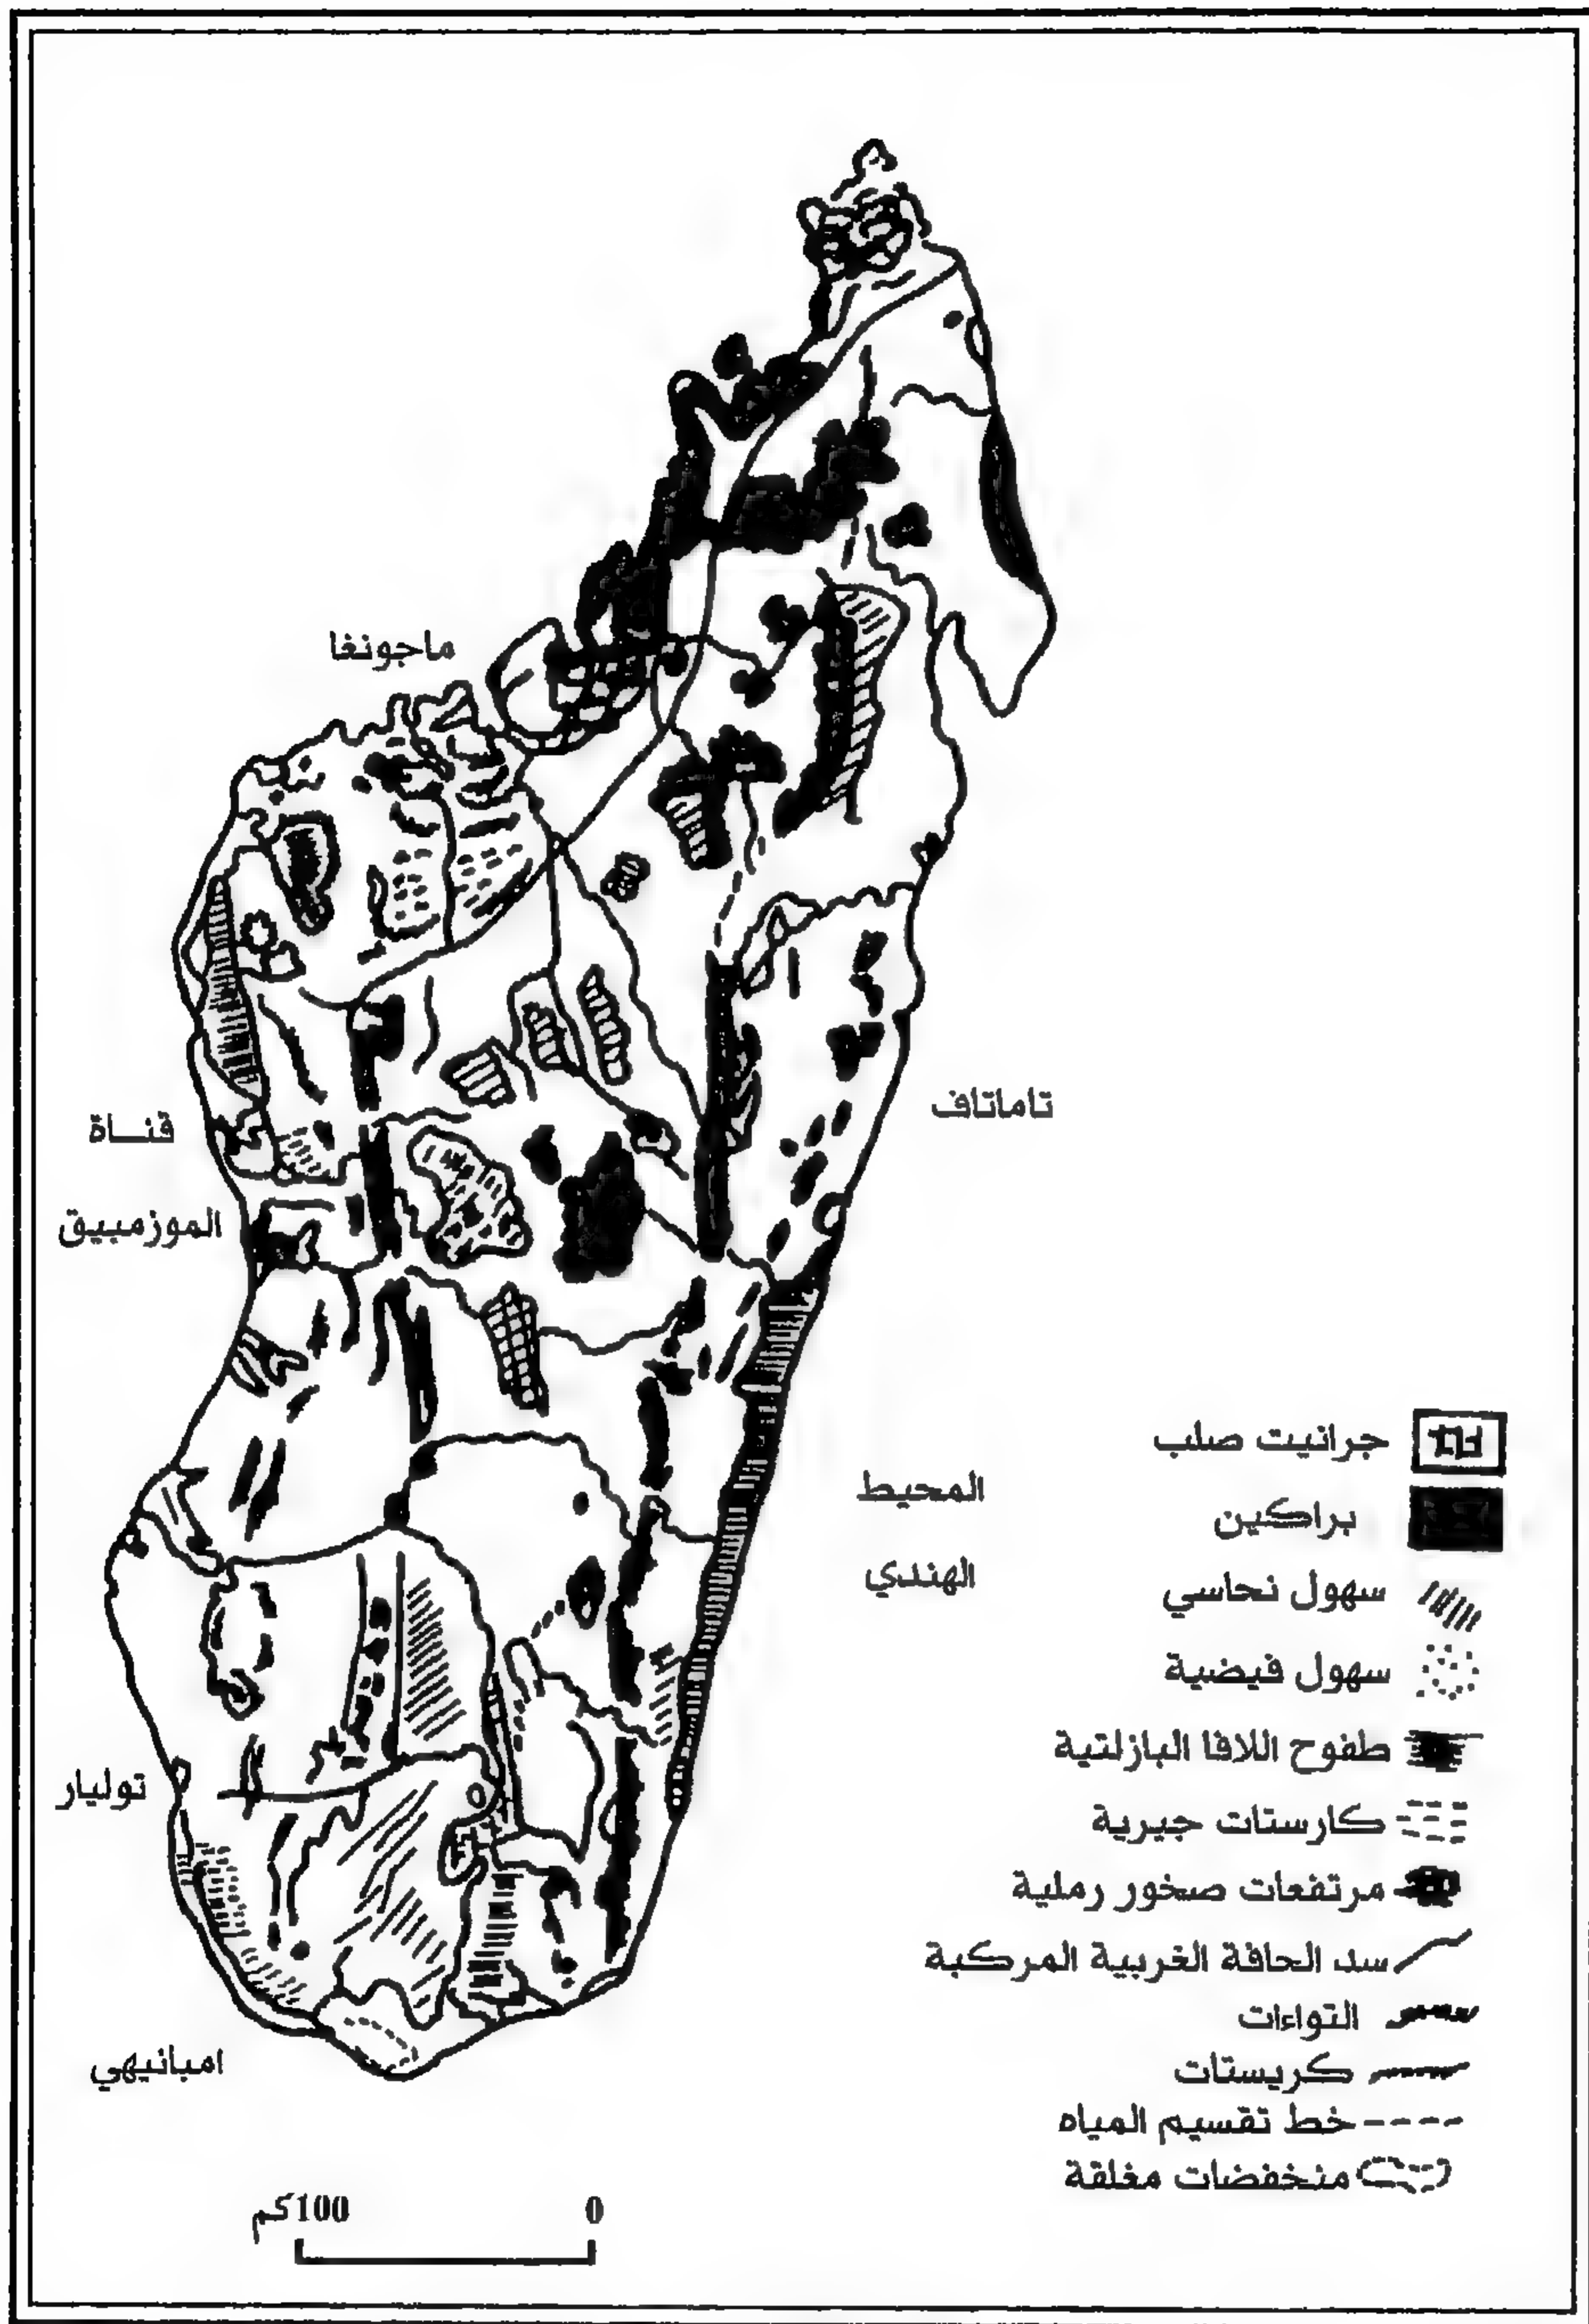 ماجونغا
تاماتاف
قنــاة
الموزمبيق
المحيط
الهندي
توليار
امبانيهي
جرانيت صلب
براكين
سهول نحاسي
سهول فيضية
طفوح اللافا البازلتية
كارستات جيرية
مرتفعات صخور رملية
سد الحافة الغربية المركبة
التواءات
كريستات
خط تقسيم المياه
منخفضات مغلقة
100كم
0